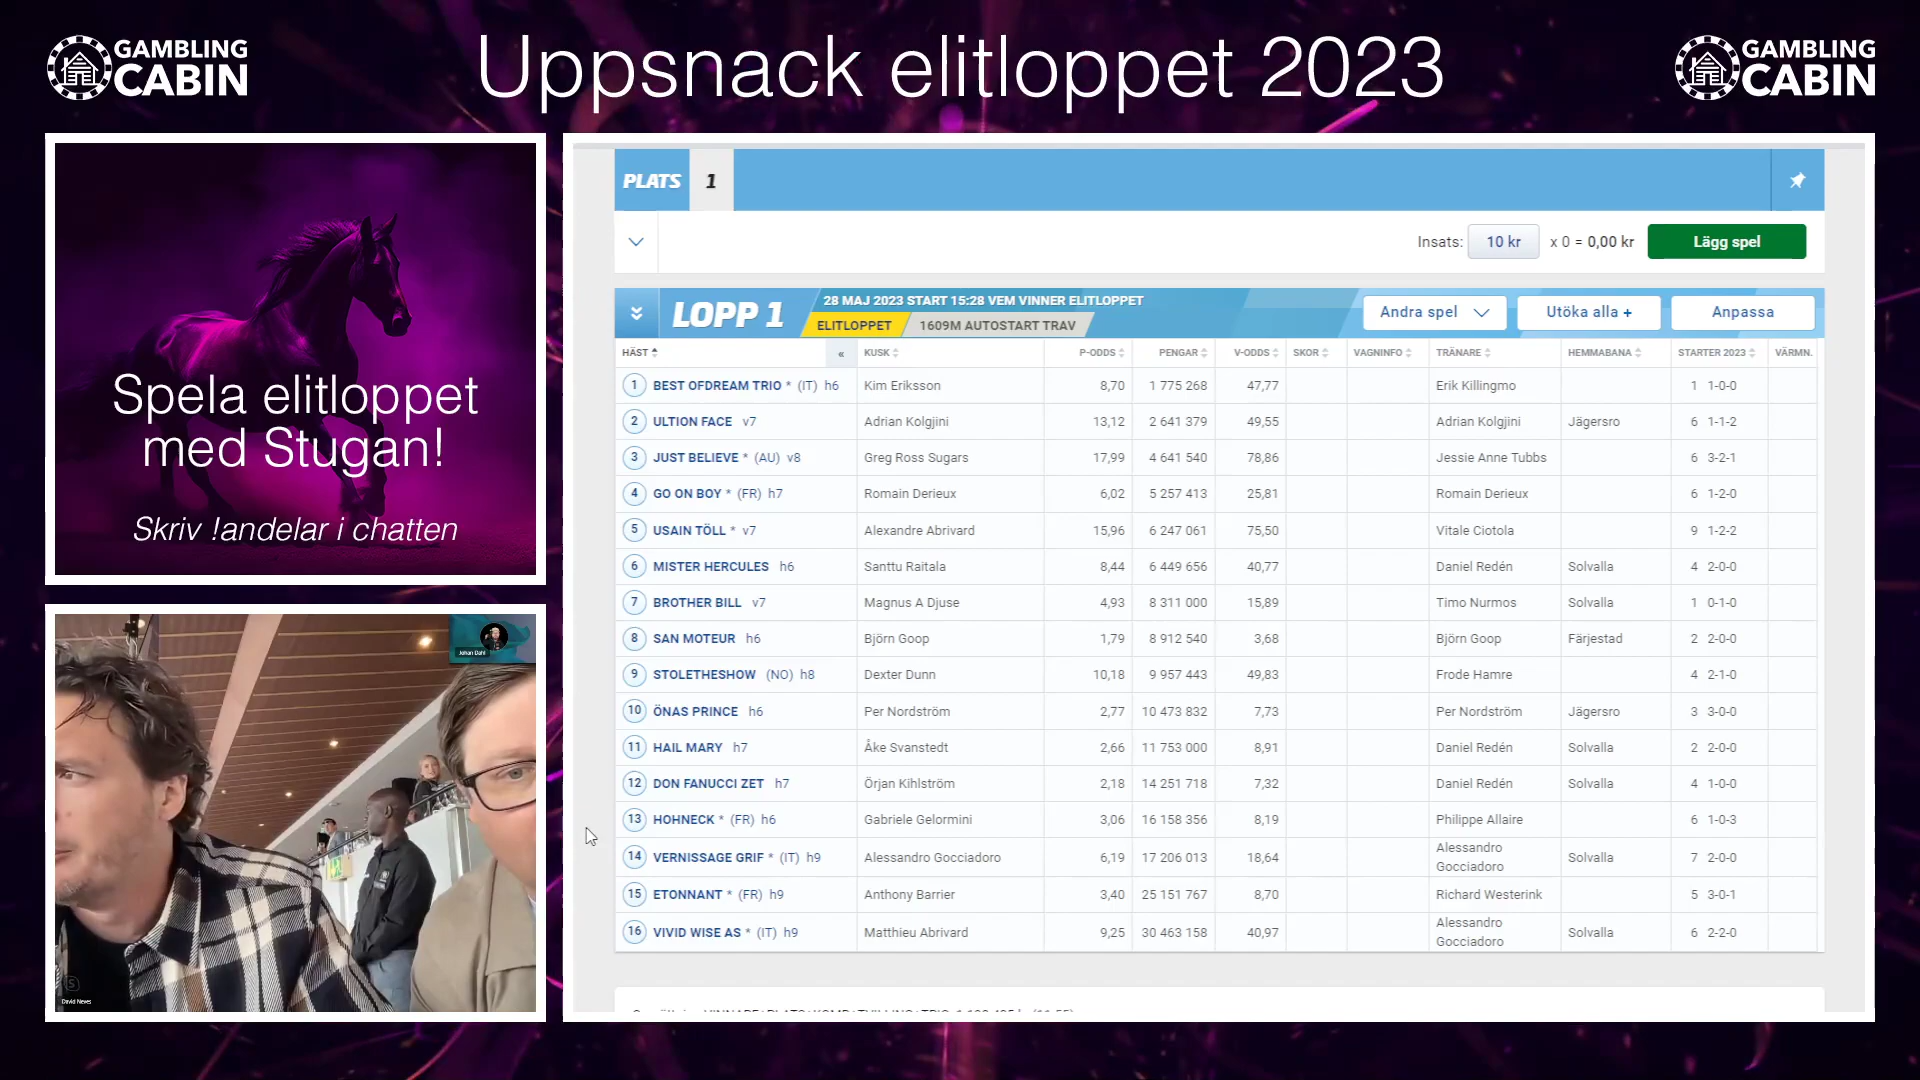 GAMBLING
CABIN
Uppsnack elitloppet 2023
GAMBLING
CABIN
Spela elitloppet
med Stugan!
Skriv !andelar i chatten
Johan Dahl
David Neves
PLATS 1
Insats: 10 kr x 0 = 0,00 kr Lägg spel
LOPP 1
28 MAJ 2023 START 15:28 VEM VINNER ELITLOPPET
ELITLOPPET 1609M AUTOSTART TRAV
Andra spel Utöka alla + Anpassa
HÄST « KUSK P-ODDS PENGAR V-ODDS SKOR VAGNINFO TRÄNARE HEMMABANA STARTER 2023 VÄRMN.
1 BEST OFDREAM TRIO * (IT) h6 Kim Eriksson 8,70 1 775 268 47,77 Erik Killingmo 1 1-0-0
2 ULTION FACE v7 Adrian Kolgjini 13,12 2 641 379 49,55 Adrian Kolgjini Jägersro 6 1-1-2
3 JUST BELIEVE * (AU) v8 Greg Ross Sugars 17,99 4 641 540 78,86 Jessie Anne Tubbs 6 3-2-1
4 GO ON BOY * (FR) h7 Romain Derieux 6,02 5 257 413 25,81 Romain Derieux 6 1-2-0
5 USAIN TÖLL * v7 Alexandre Abrivard 15,96 6 247 061 75,50 Vitale Ciotola 9 1-2-2
6 MISTER HERCULES h6 Santtu Raitala 8,44 6 449 656 40,77 Daniel Redén Solvalla 4 2-0-0
7 BROTHER BILL v7 Magnus A Djuse 4,93 8 311 000 15,89 Timo Nurmos Solvalla 1 0-1-0
8 SAN MOTEUR h6 Björn Goop 1,79 8 912 540 3,68 Björn Goop Färjestad 2 2-0-0
9 STOLETHESHOW (NO) h8 Dexter Dunn 10,18 9 957 443 49,83 Frode Hamre 4 2-1-0
10 ÖNAS PRINCE h6 Per Nordström 2,77 10 473 832 7,73 Per Nordström Jägersro 3 3-0-0
11 HAIL MARY h7 Åke Svanstedt 2,66 11 753 000 8,91 Daniel Redén Solvalla 2 2-0-0
12 DON FANUCCI ZET h7 Örjan Kihlström 2,18 14 251 718 7,32 Daniel Redén Solvalla 4 1-0-0
13 HOHNECK * (FR) h6 Gabriele Gelormini 3,06 16 158 356 8,19 Philippe Allaire 6 1-0-3
14 VERNISSAGE GRIF * (IT) h9 Alessandro Gocciadoro 6,19 17 206 013 18,64 Alessandro Gocciadoro Solvalla 7 2-0-0
15 ETONNANT * (FR) h9 Anthony Barrier 3,40 25 151 767 8,70 Richard Westerink 5 3-0-1
16 VIVID WISE AS * (IT) h9 Matthieu Abrivard 9,25 30 463 158 40,97 Alessandro Gocciadoro Solvalla 6 2-2-0